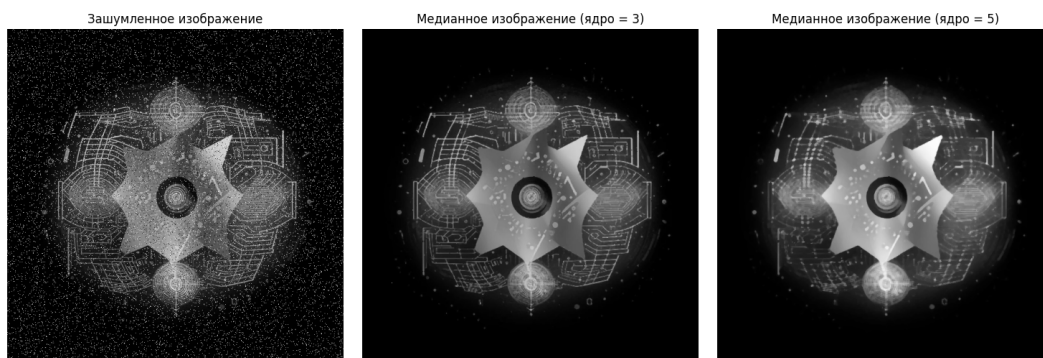 Зашумленное изображение
Медианное изображение (ядро = 3)
Медианное изображение (ядро = 5)